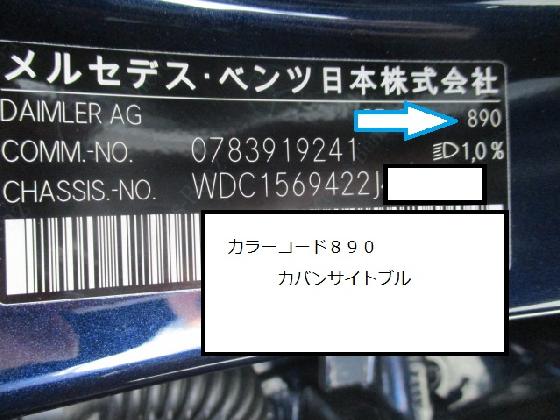 メルセデス・ベンツ日本株式会社
DAIMLER AG 890
COMM.-NO. 0783919241 1,0%
CHASSIS.-NO. WDC1569422J
カラーコード890
カバンサイトブル